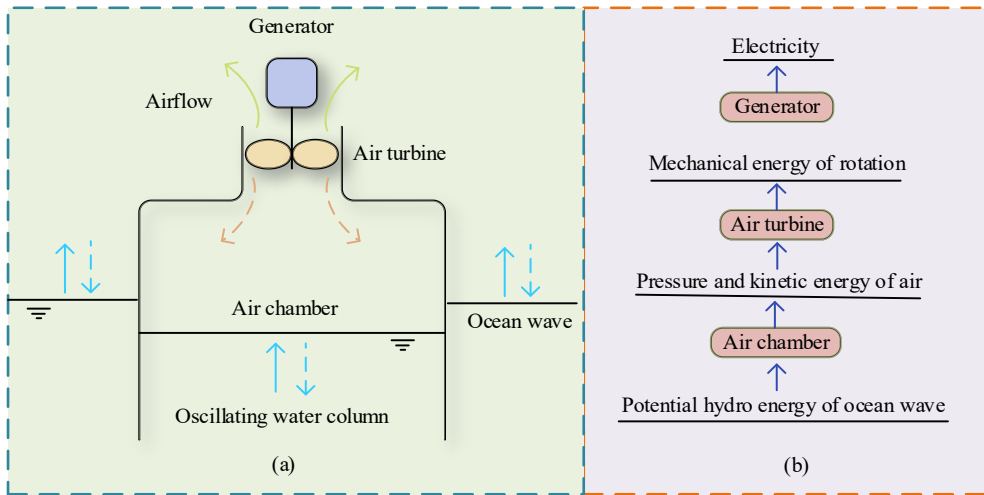 Generator
Airflow
Air turbine
Air chamber
Ocean wave
Oscillating water column
(a)
Electricity
Generator
Mechanical energy of rotation
Air turbine
Pressure and kinetic energy of air
Air chamber
Potential hydro energy of ocean wave
(b)